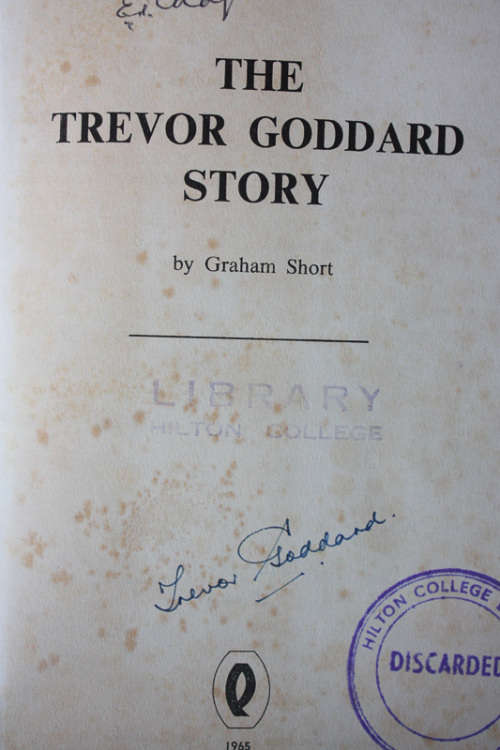 THE
TREVOR GODDARD
STORY
by Graham Short
LIBRARY
HILTON COLLEGE
Trevor Goddard.
HILTON COLLEGE
DISCARDED
1965